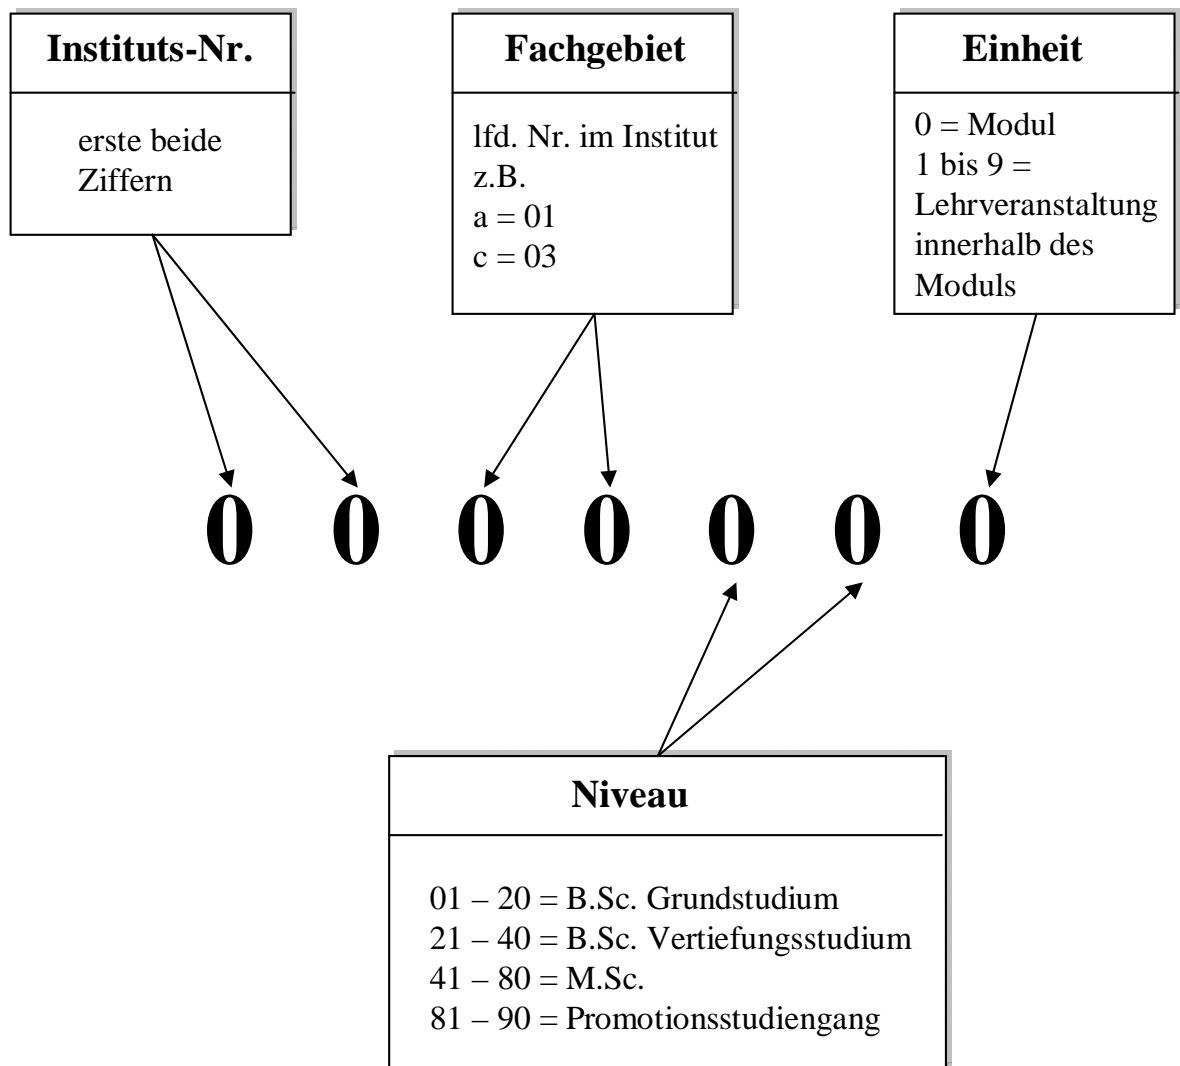 Instituts-Nr.
erste beide
Ziffern
Fachgebiet
lfd. Nr. im Institut
z.B.
a = 01
c = 03
Einheit
0 = Modul
1 bis 9 =
Lehrveranstaltung
innerhalb des
Moduls
0 0 0 0 0 0 0
Niveau
01 – 20 = B.Sc. Grundstudium
21 – 40 = B.Sc. Vertiefungsstudium
41 – 80 = M.Sc.
81 – 90 = Promotionsstudiengang